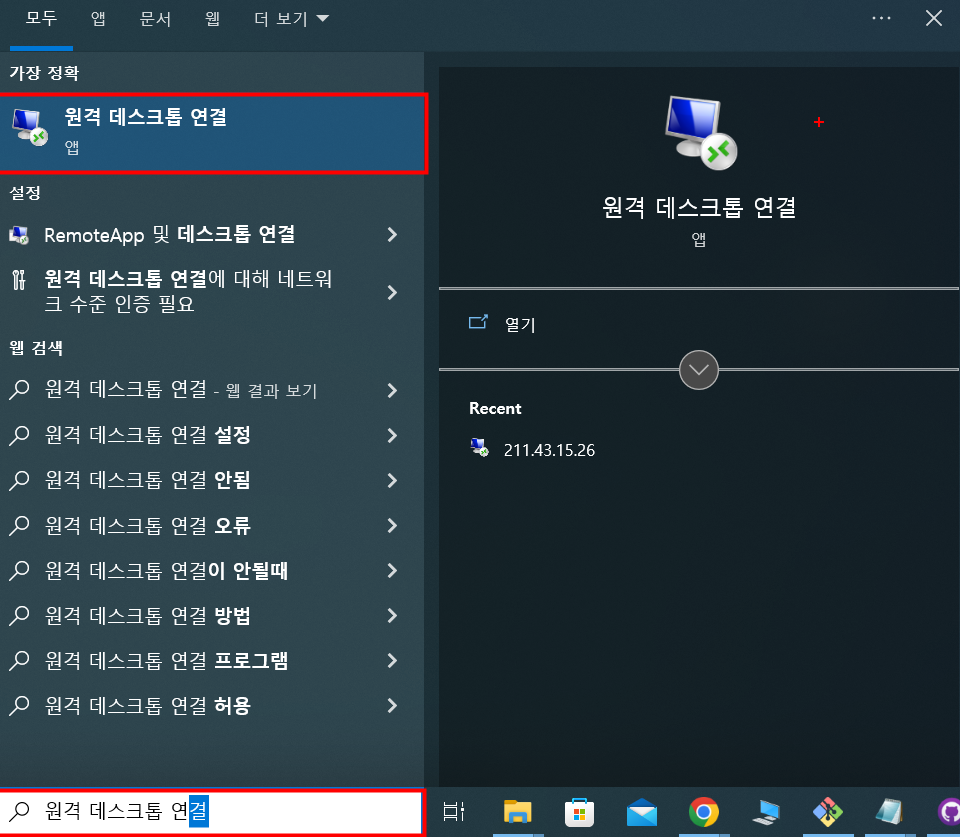 모두 앱 문서 웹 더 보기
가장 정확
원격 데스크톱 연결
앱
설정
RemoteApp 및 데스크톱 연결
원격 데스크톱 연결에 대해 네트워
크 수준 인증 필요
웹 검색
원격 데스크톱 연결 - 웹 결과 보기
원격 데스크톱 연결 설정
원격 데스크톱 연결 안됨
원격 데스크톱 연결 오류
원격 데스크톱 연결이 안될때
원격 데스크톱 연결 방법
원격 데스크톱 연결 프로그램
원격 데스크톱 연결 허용
원격 데스크톱 연결
원격 데스크톱 연결
앱
열기
Recent
211.43.15.26